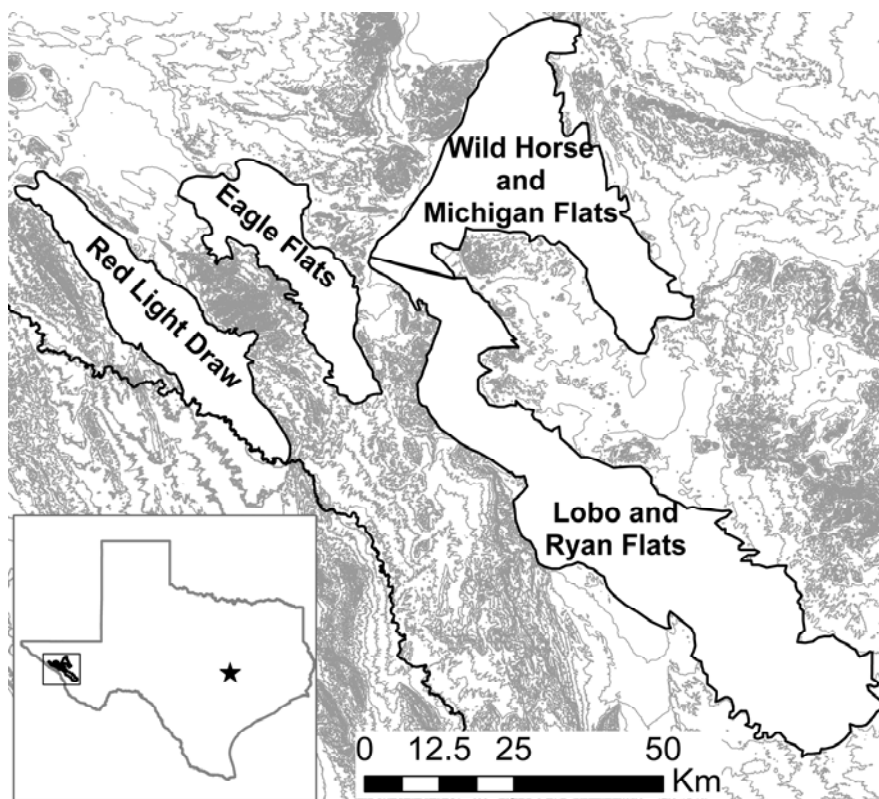 Wild Horse
and
Michigan Flats
Eagle Flats
Red Light Draw
Lobo and
Ryan Flats
0 12.5 25 50
Km